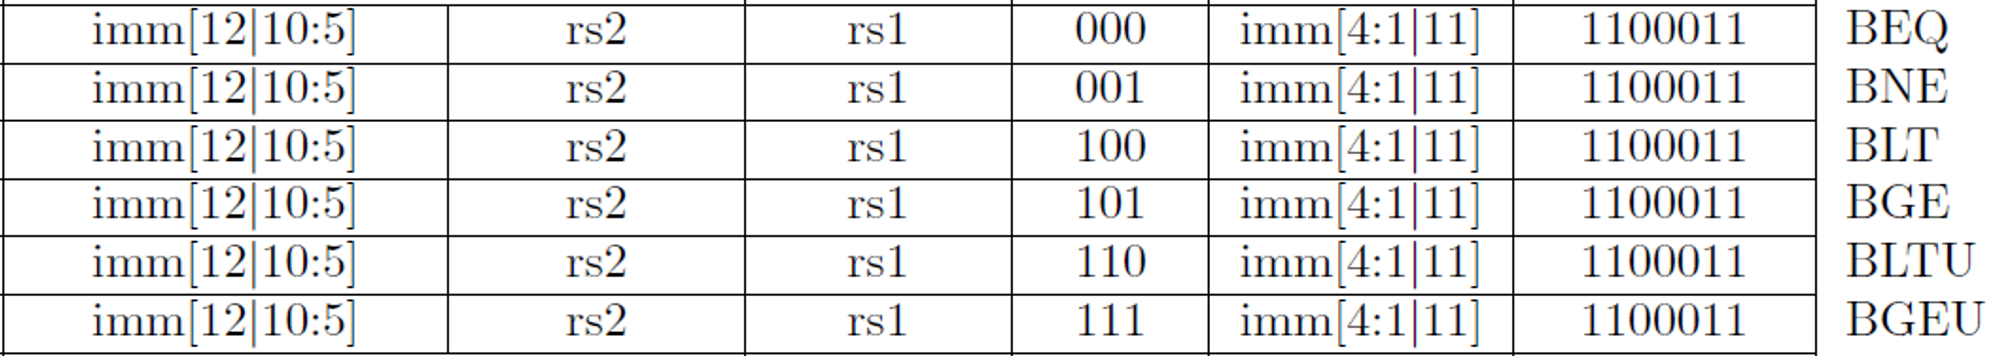 imm[12|10:5] rs2 rs1 000 imm[4:1|11] 1100011 BEQ
imm[12|10:5] rs2 rs1 001 imm[4:1|11] 1100011 BNE
imm[12|10:5] rs2 rs1 100 imm[4:1|11] 1100011 BLT
imm[12|10:5] rs2 rs1 101 imm[4:1|11] 1100011 BGE
imm[12|10:5] rs2 rs1 110 imm[4:1|11] 1100011 BLTU
imm[12|10:5] rs2 rs1 111 imm[4:1|11] 1100011 BGEU